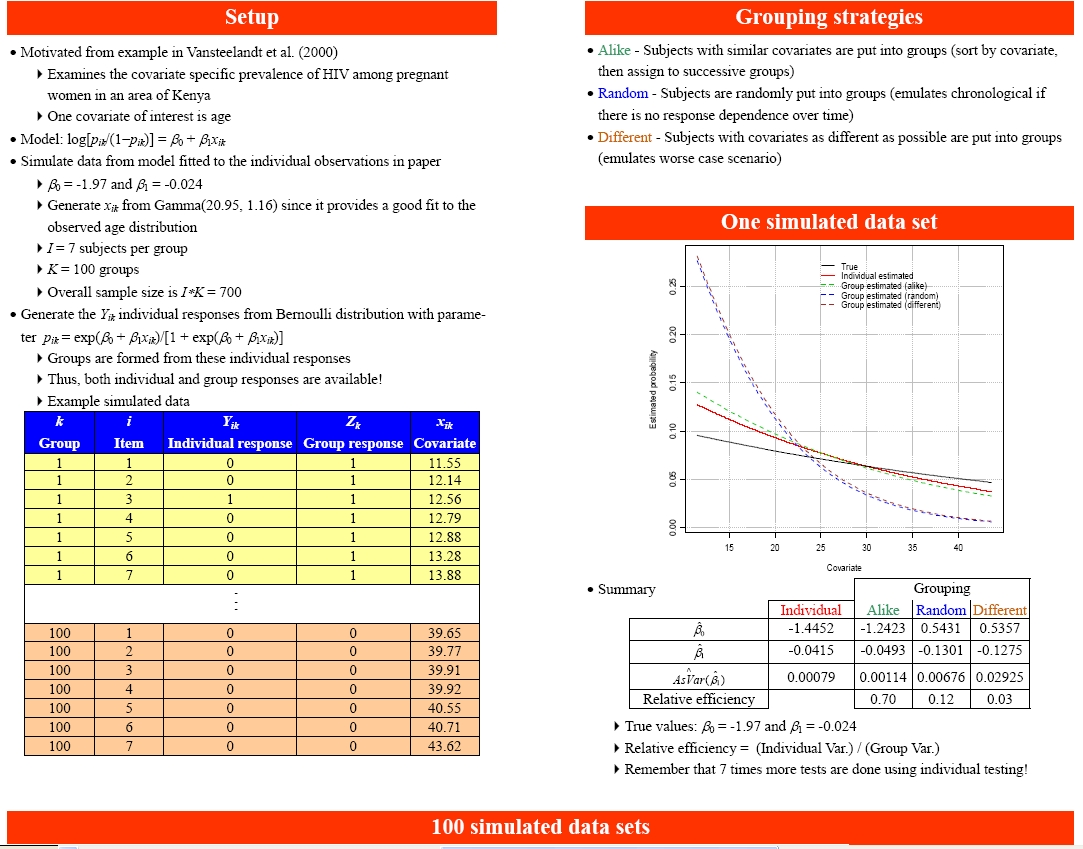 Setup
• Motivated from example in Vansteelandt et al. (2000)
Examines the covariate specific prevalence of HIV among pregnant
women in an area of Kenya
One covariate of interest is age
• Model: log[pik/(1−pik)] = β0 + β1xik
• Simulate data from model fitted to the individual observations in paper
β0 = -1.97 and β1 = -0.024
Generate xik from Gamma(20.95, 1.16) since it provides a good fit to the
observed age distribution
I = 7 subjects per group
K = 100 groups
Overall sample size is I*K = 700
• Generate the Yik individual responses from Bernoulli distribution with parame-
ter pik = exp(β0 + β1xik)/[1 + exp(β0 + β1xik)]
Groups are formed from these individual responses
Thus, both individual and group responses are available!
Example simulated data
k i Yik Zk xik
Group Item Individual response Group response Covariate
1 1 0 1 11.55
1 2 0 1 12.14
1 3 1 1 12.56
1 4 0 1 12.79
1 5 0 1 12.88
1 6 0 1 13.28
1 7 0 1 13.88
⋮
100 1 0 0 39.65
100 2 0 0 39.77
100 3 0 0 39.91
100 4 0 0 39.92
100 5 0 0 40.55
100 6 0 0 40.71
100 7 0 0 43.62
Grouping strategies
• Alike - Subjects with similar covariates are put into groups (sort by covariate,
then assign to successive groups)
• Random - Subjects are randomly put into groups (emulates chronological if
there is no response dependence over time)
• Different - Subjects with covariates as different as possible are put into groups
(emulates worse case scenario)
One simulated data set
True
Individual estimated
Group estimated (alike)
Group estimated (random)
Group estimated (different)
Estimated probability
0.25
0.20
0.15
0.10
0.05
0.00
15 20 25 30 35 40
Covariate
• Summary
Grouping
Individual Alike Random Different
β̂0 -1.4452 -1.2423 0.5431 0.5357
β̂1 -0.0415 -0.0493 -0.1301 -0.1275
AsV̂ar(β̂1) 0.00079 0.00114 0.00676 0.02925
Relative efficiency 0.70 0.12 0.03
True values: β0 = -1.97 and β1 = -0.024
Relative efficiency = (Individual Var.) / (Group Var.)
Remember that 7 times more tests are done using individual testing!
100 simulated data sets